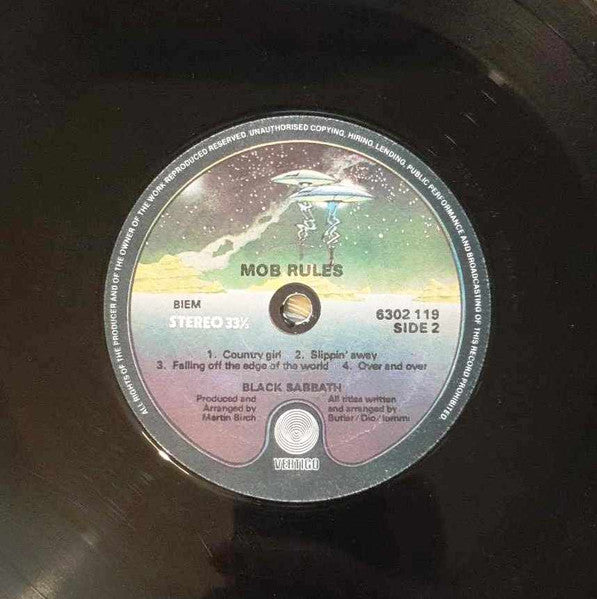 ALL RIGHTS OF THE PRODUCER AND OF THE OWNER OF THE WORK REPRODUCED RESERVED. UNAUTHORISED COPYING, HIRING, LENDING, PUBLIC PERFORMANCE AND BROADCASTING OF THIS RECORD PROHIBITED.
MOB RULES
BIEM
STEREO 33⅓
6302 119
SIDE 2
1. Country girl 2. Slippin' away
3. Falling off the edge of the world 4. Over and over
BLACK SABBATH
Produced and
Arranged by
Martin Birch
All titles written
and arranged by
Butler/Dio/Iommi
VERTIGO